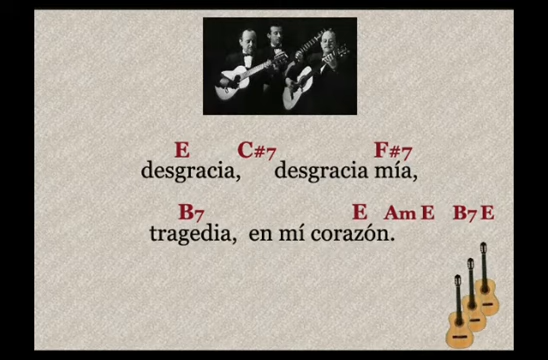 E C#7 F#7
desgracia, desgracia mía,
B7 E Am E B7 E
tragedia, en mí corazón.